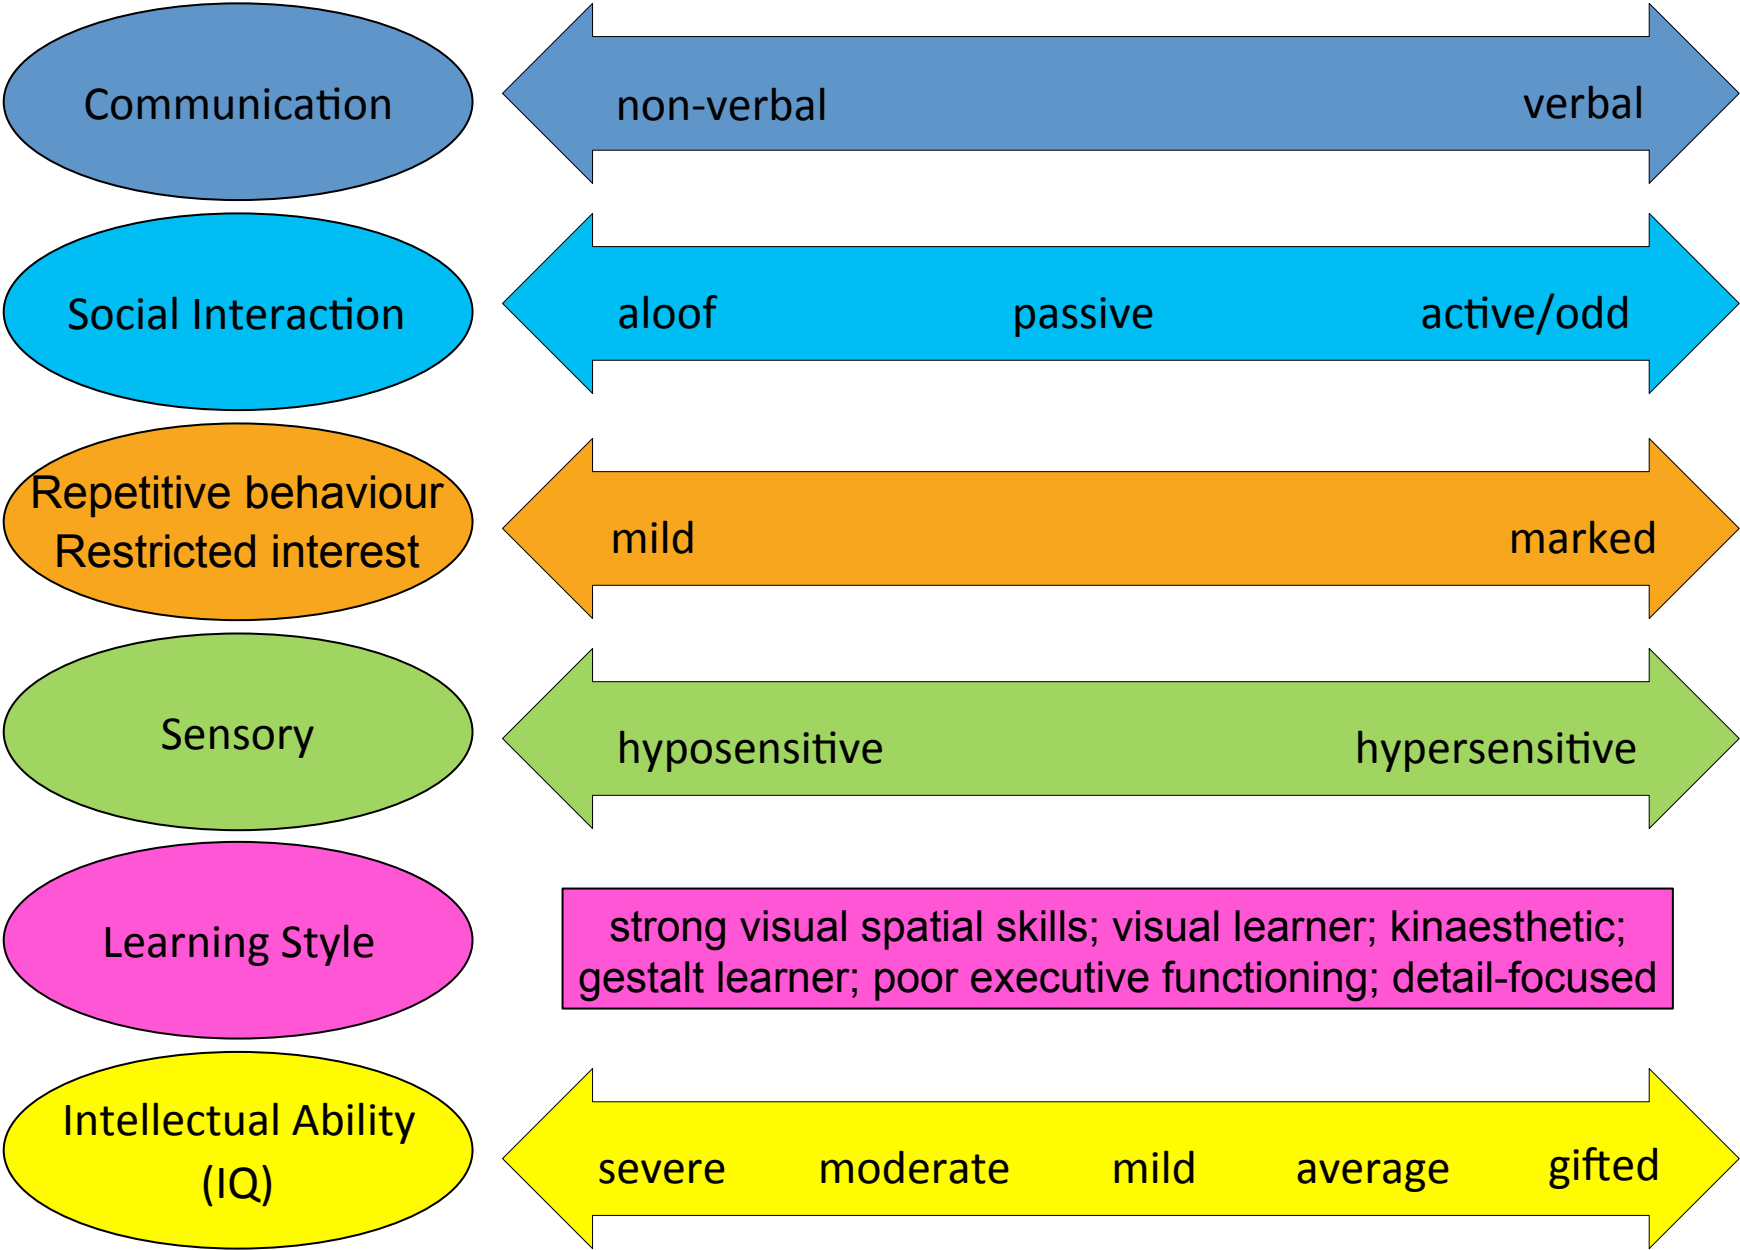 Communication
non-verbal verbal
Social Interaction
aloof passive active/odd
Repetitive behaviour
Restricted interest
mild marked
Sensory
hyposensitive hypersensitive
Learning Style
strong visual spatial skills; visual learner; kinaesthetic;
gestalt learner; poor executive functioning; detail-focused
Intellectual Ability
(IQ)
severe moderate mild average gifted